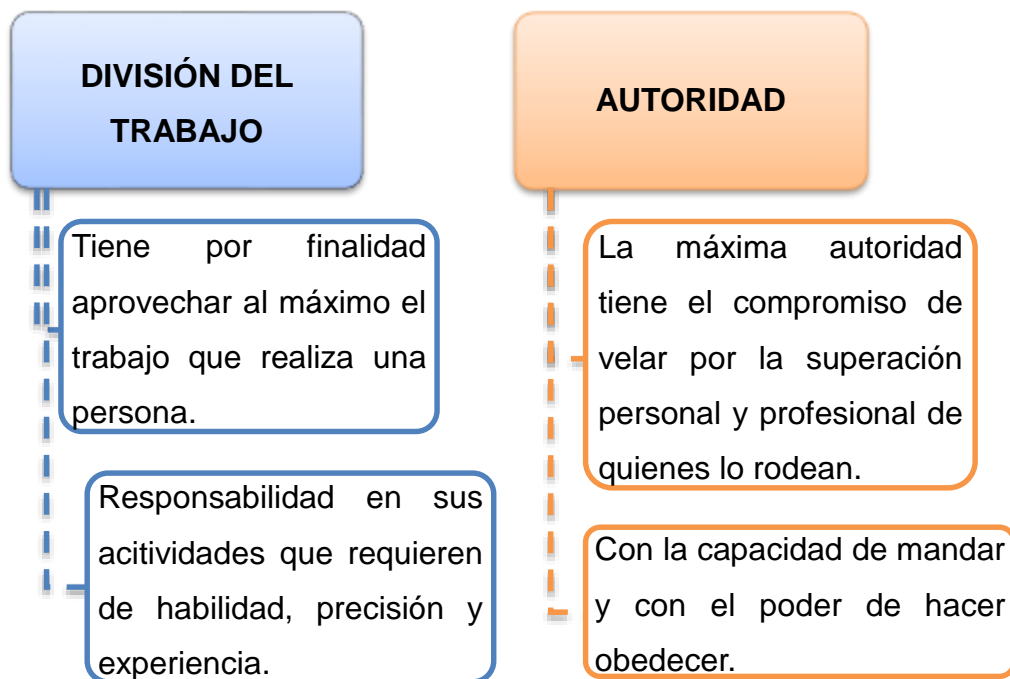 DIVISIÓN DEL
TRABAJO
Tiene por finalidad
aprovechar al máximo el
trabajo que realiza una
persona.
Responsabilidad en sus
acitividades que requieren
de habilidad, precisión y
experiencia.
AUTORIDAD
La máxima autoridad
tiene el compromiso de
velar por la superación
personal y profesional de
quienes lo rodean.
Con la capacidad de mandar
y con el poder de hacer
obedecer.